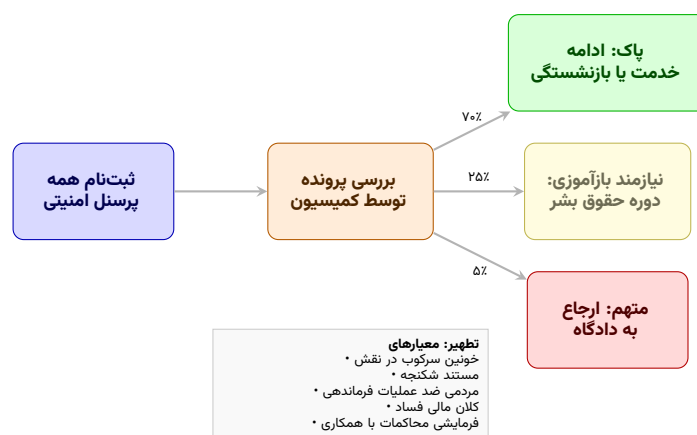 ثبت‌نام همه
پرسنل امنیتی
بررسی پرونده
توسط کمیسیون
۷۰٪
۲۵٪
۵٪
پاک: ادامه
خدمت یا بازنشستگی
نیازمند بازآموزی:
دوره حقوق بشر
متهم: ارجاع
به دادگاه
تطهیر: معیارهای
خونین سرکوب در نقش •
مستند شکنجه •
مردمی ضد عملیات فرماندهی •
کلان مالی فساد •
فرمایشی محاکمات با همکاری •